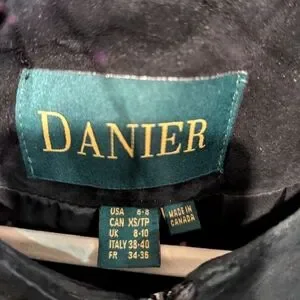 DANIER
USA 6-8
CAN XS/TP
UK 8-10
ITALY 38-40
FR 34-36
MADE IN
CANADA